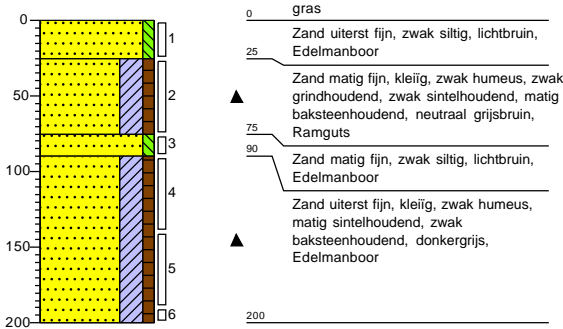 0
50
100
150
200
1
2
3
4
5
6
0
gras
Zand uiterst fijn, zwak siltig, lichtbruin,
Edelmanboor
25
Zand matig fijn, kleiïg, zwak humeus, zwak
grindhoudend, zwak sintelhoudend, matig
baksteenhoudend, neutraal grijsbruin,
Ramguts
75
Zand matig fijn, zwak siltig, lichtbruin,
Edelmanboor
90
Zand uiterst fijn, kleiïg, zwak humeus,
matig sintelhoudend, zwak
baksteenhoudend, donkergrijs,
Edelmanboor
200